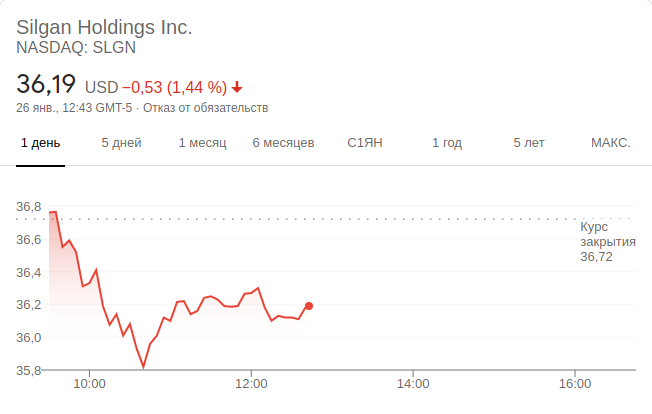 Silgan Holdings Inc.
NASDAQ: SLGN
36,19 USD −0,53 (1,44 %)
26 янв., 12:43 GMT-5 · Отказ от обязательств
1 день 5 дней 1 месяц 6 месяцев С1ЯН 1 год 5 лет МАКС.
36,8
36,6
36,4
36,2
36,0
35,8
Курс
закрытия
36,72
10:00 12:00 14:00 16:00